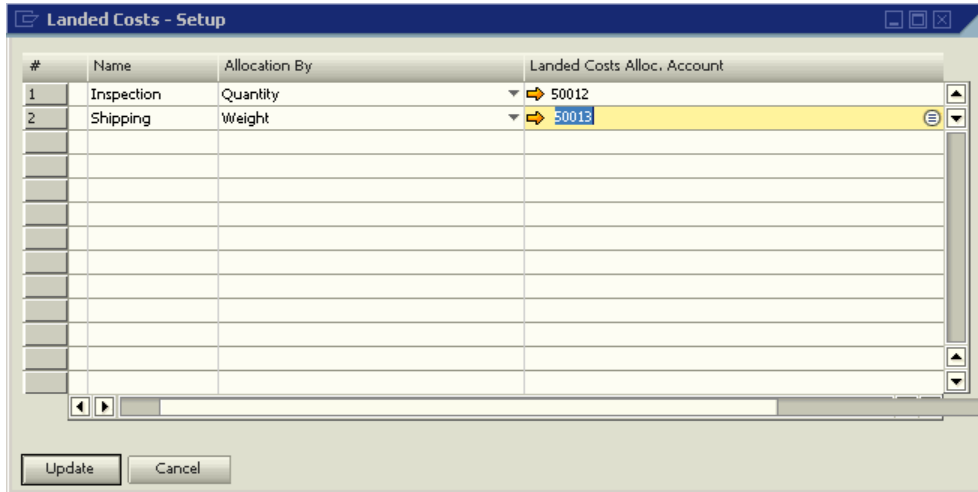 Landed Costs - Setup
# Name Allocation By Landed Costs Alloc. Account
1 Inspection Quantity 50012
2 Shipping Weight 50013
Update Cancel